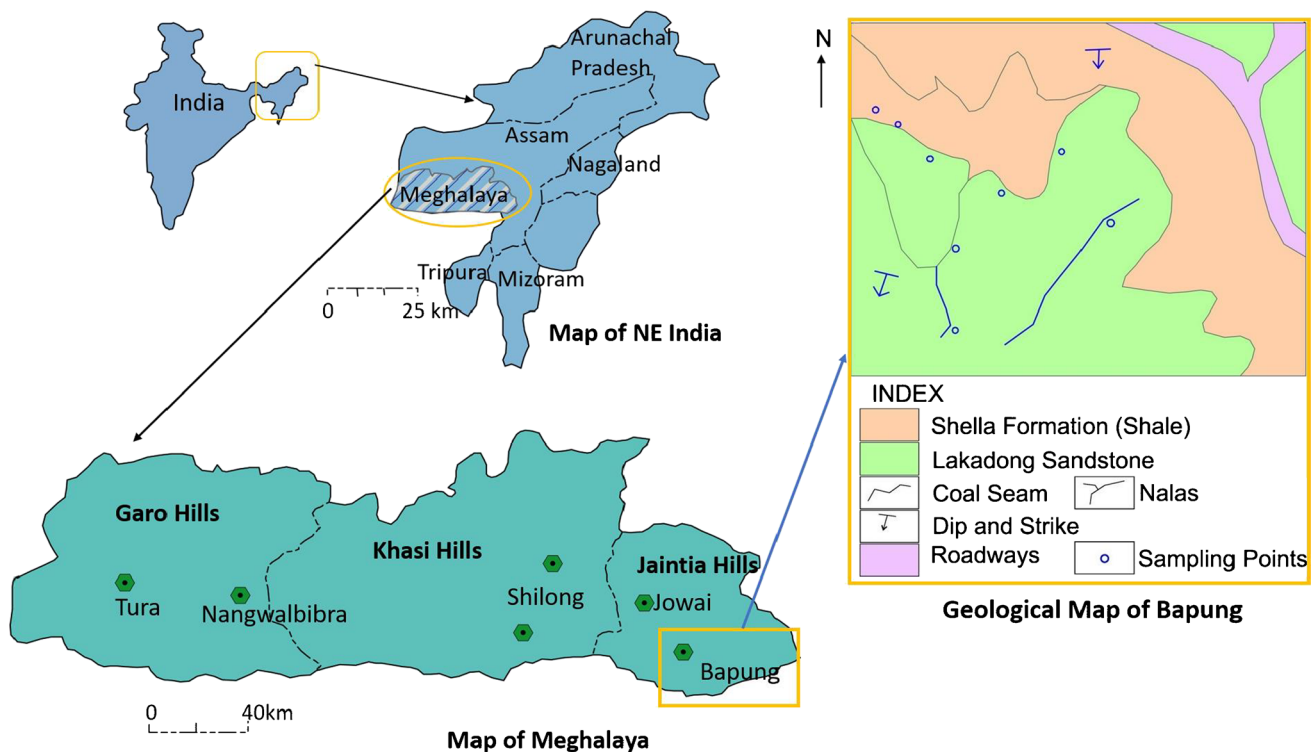 India
Arunachal
Pradesh
Assam
Nagaland
Meghalaya
Tripura
Mizoram
0 25 km
Map of NE India
N
INDEX
Shella Formation (Shale)
Lakadong Sandstone
Coal Seam
Nalas
Dip and Strike
Roadways
Sampling Points
Geological Map of Bapung
Garo Hills
Khasi Hills
Jaintia Hills
Tura
Nangwalbibra
Shilong
Jowai
Bapung
0 40km
Map of Meghalaya